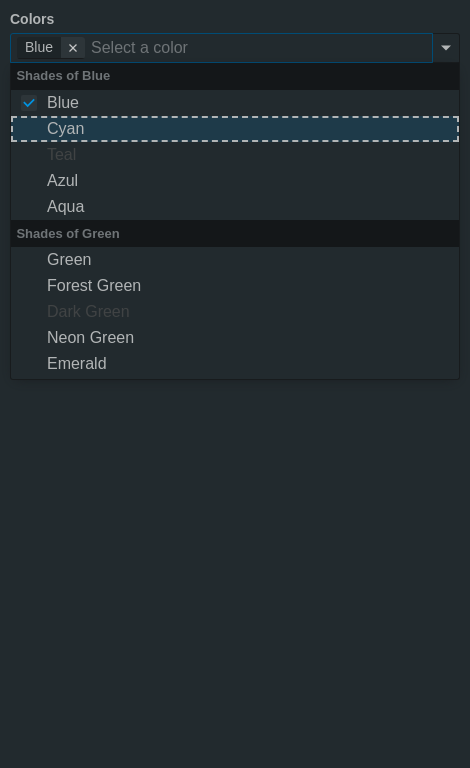 Colors
Blue Select a color
Shades of Blue
Blue
Cyan
Teal
Azul
Aqua
Shades of Green
Green
Forest Green
Dark Green
Neon Green
Emerald